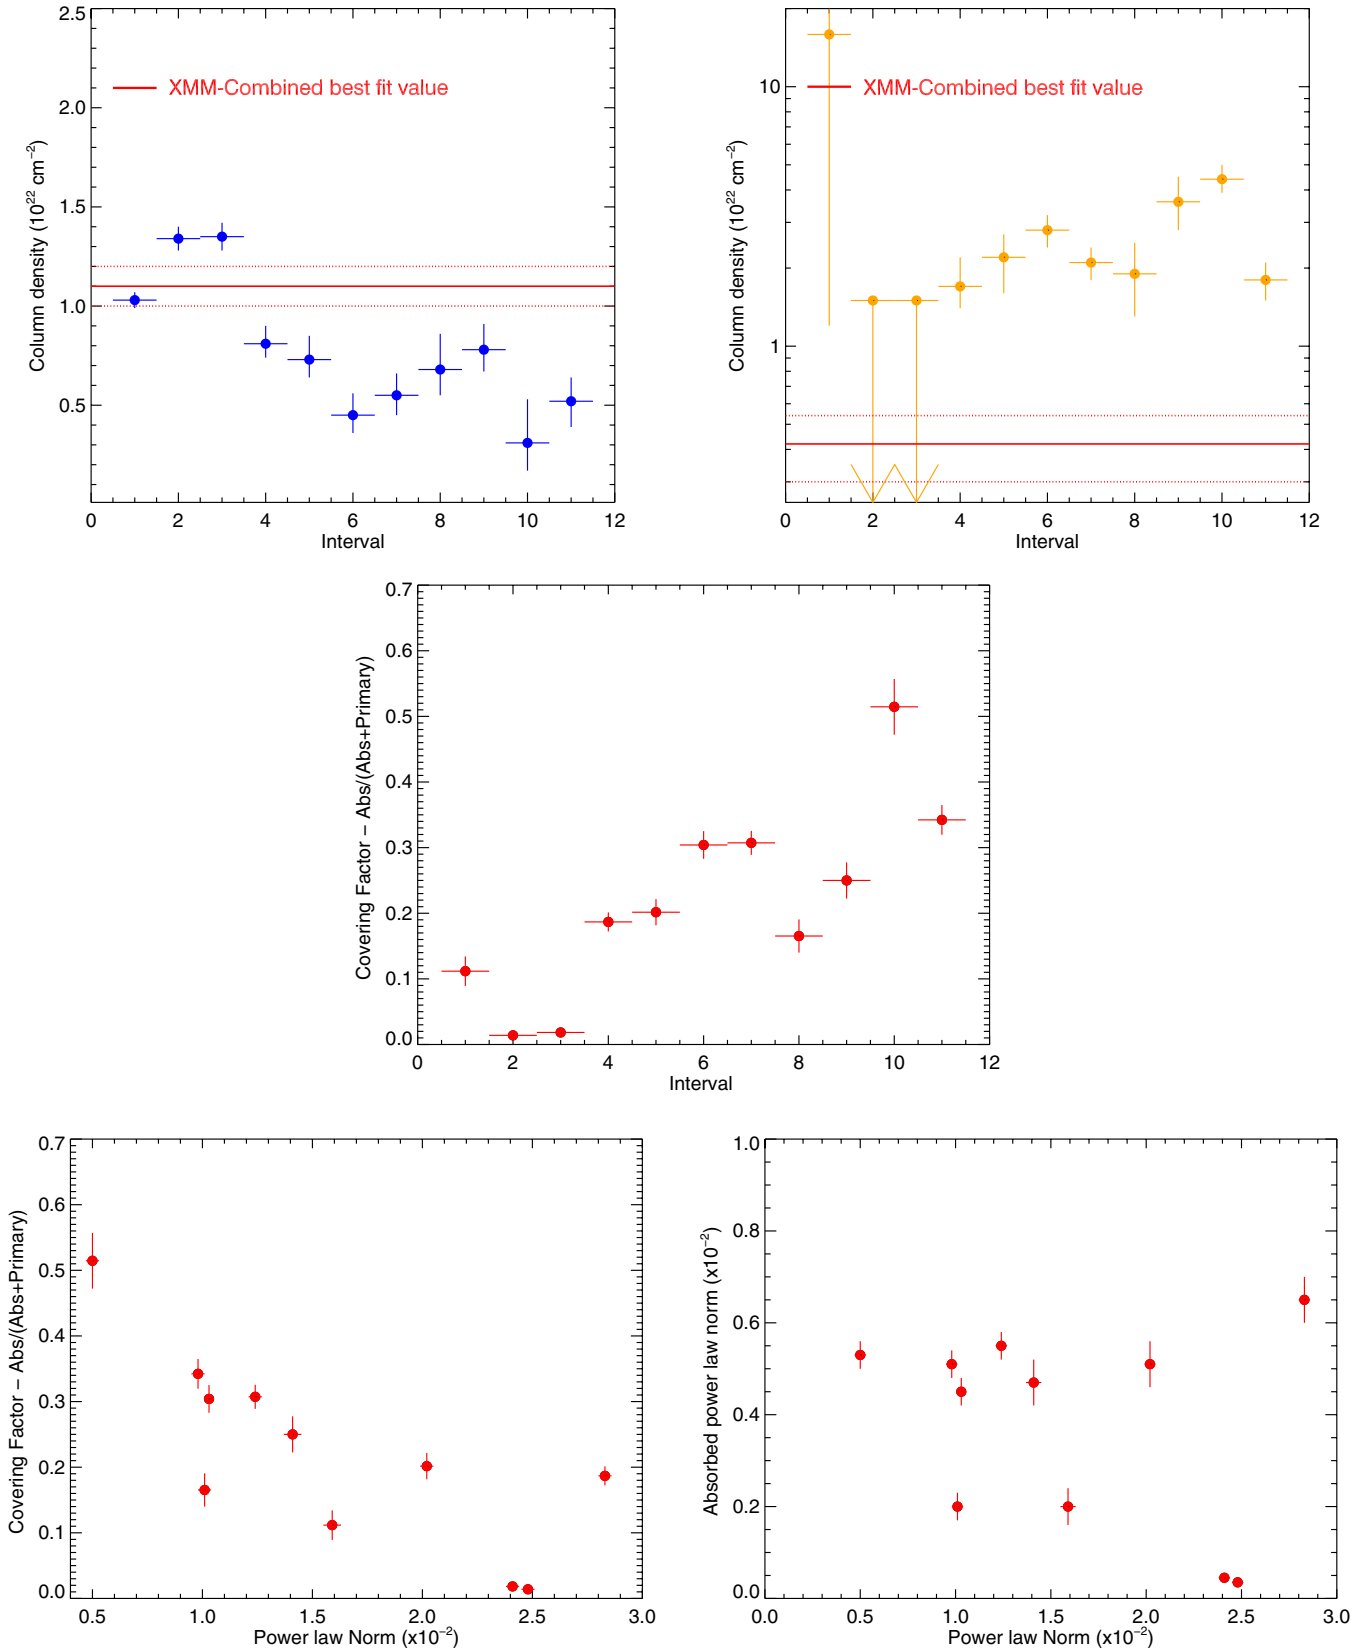 2.5
2.0
1.5
1.0
0.5
Column density (10²² cm⁻²)
XMM-Combined best fit value
0 2 4 6 8 10 12
Interval
10
1
Column density (10²² cm⁻²)
XMM-Combined best fit value
0 2 4 6 8 10 12
Interval
0.7
0.6
0.5
0.4
0.3
0.2
0.1
0.0
Covering Factor – Abs/(Abs+Primary)
0 2 4 6 8 10 12
Interval
0.7
0.6
0.5
0.4
0.3
0.2
0.1
0.0
Covering Factor – Abs/(Abs+Primary)
0.5 1.0 1.5 2.0 2.5 3.0
Power law Norm (x10⁻²)
1.0
0.8
0.6
0.4
0.2
0.0
Absorbed power law norm (x10⁻²)
0.0 0.5 1.0 1.5 2.0 2.5 3.0
Power law Norm (x10⁻²)